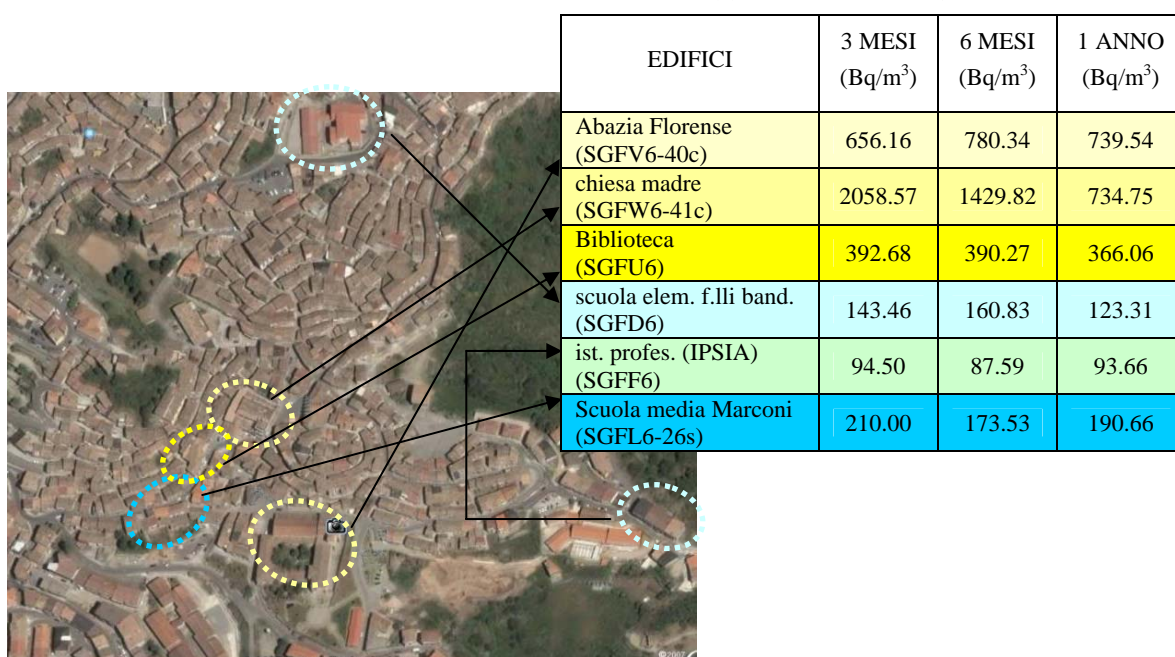 EDIFICI 3 MESI (Bq/m³) 6 MESI (Bq/m³) 1 ANNO (Bq/m³)
Abazia Florense (SGFV6-40c) 656.16 780.34 739.54
chiesa madre (SGFW6-41c) 2058.57 1429.82 734.75
Biblioteca (SGFU6) 392.68 390.27 366.06
scuola elem. f.lli band. (SGFD6) 143.46 160.83 123.31
ist. profes. (IPSIA) (SGFF6) 94.50 87.59 93.66
Scuola media Marconi (SGFL6-26s) 210.00 173.53 190.66
©2007